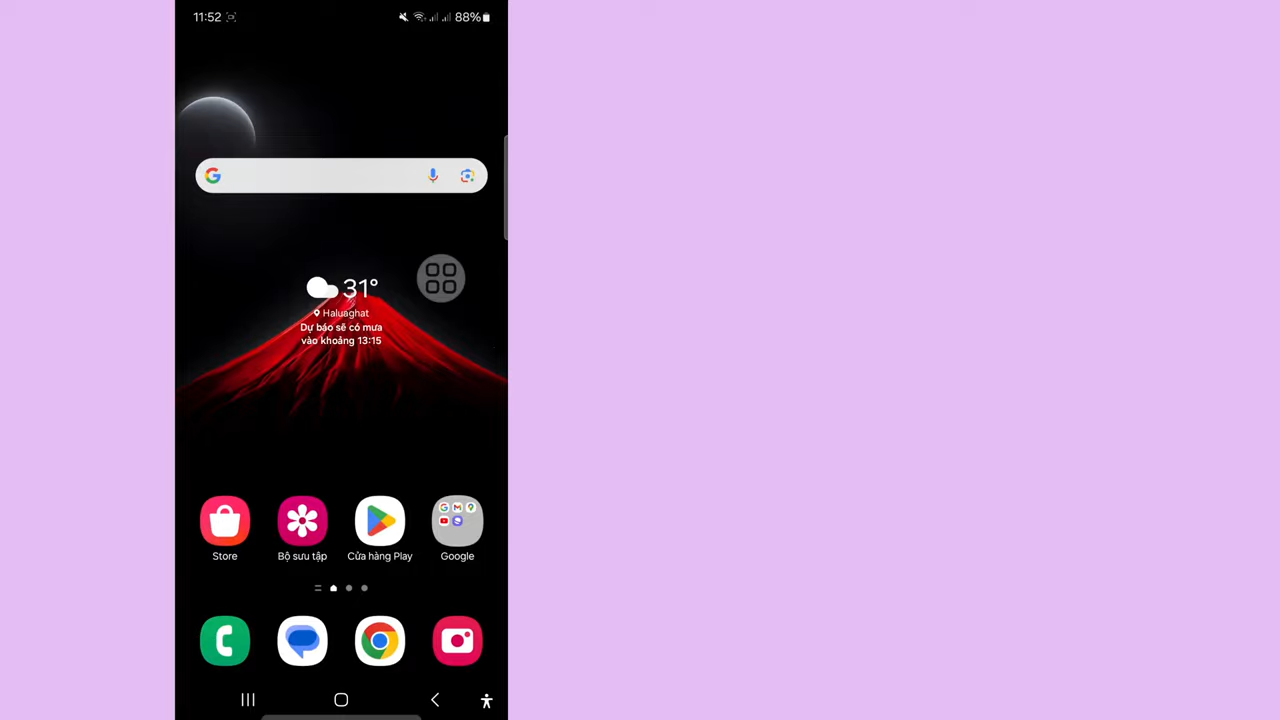 11:52
88%
31°
Haluaghat
Dự báo sẽ có mưa
vào khoảng 13:15
Store
Bộ sưu tập
Cửa hàng Play
Google